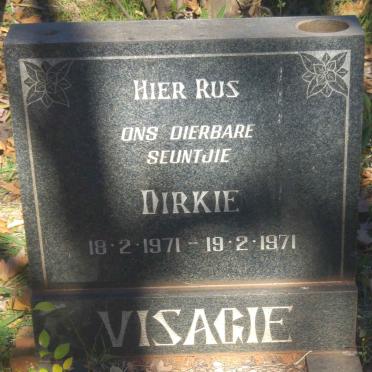 HIER RUS
ONS DIERBARE
SEUNTJIE
DIRKIE
18·2·1971 - 19·2·1971
VISAGIE